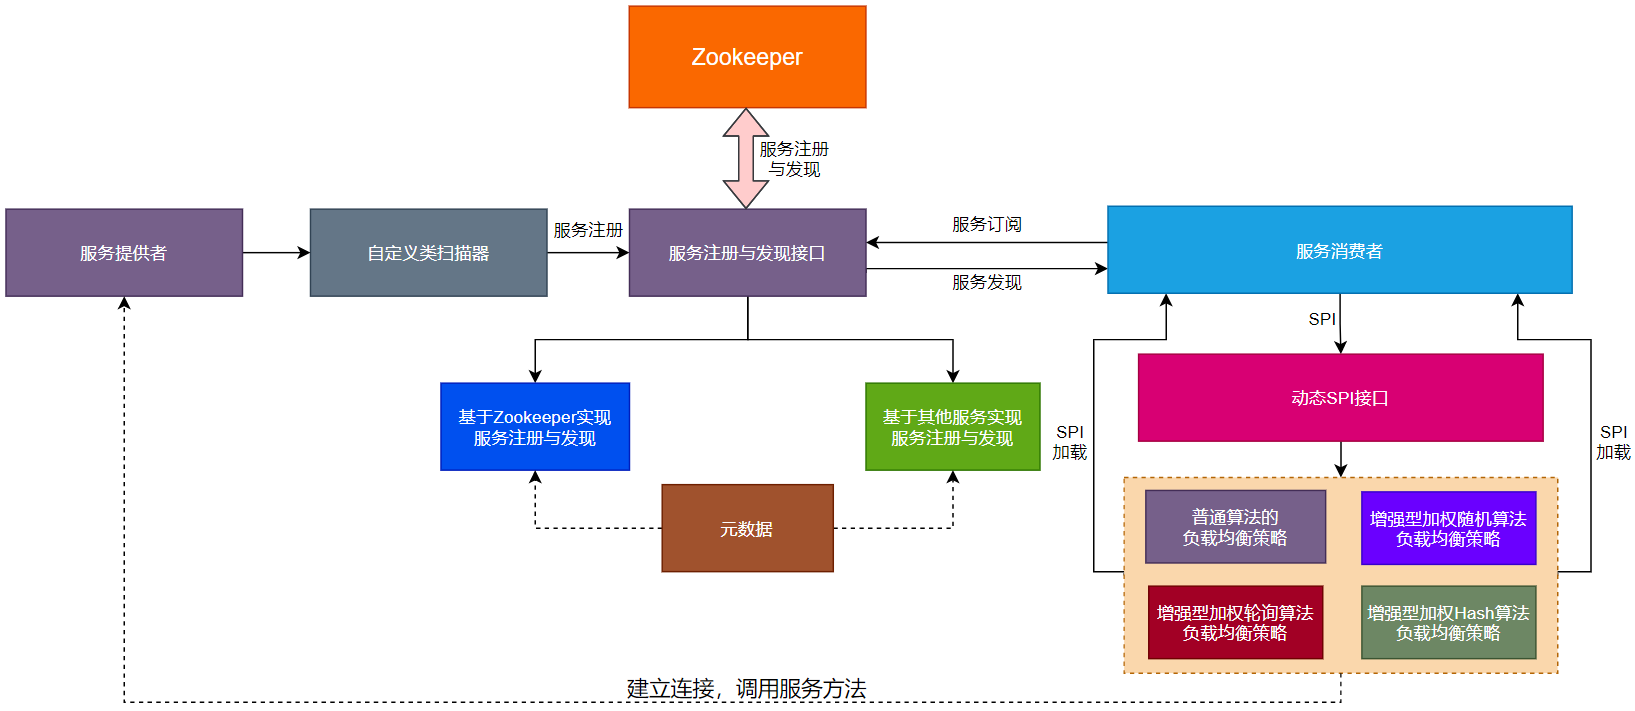 Zookeeper
服务注册
与发现
服务提供者
自定义类扫描器
服务注册
服务注册与发现接口
服务订阅
服务发现
服务消费者
SPI
动态SPI接口
基于Zookeeper实现
服务注册与发现
基于其他服务实现
服务注册与发现
SPI
加载
SPI
加载
元数据
普通算法的
负载均衡策略
增强型加权随机算法
负载均衡策略
增强型加权轮询算法
负载均衡策略
增强型加权Hash算法
负载均衡策略
建立连接，调用服务方法